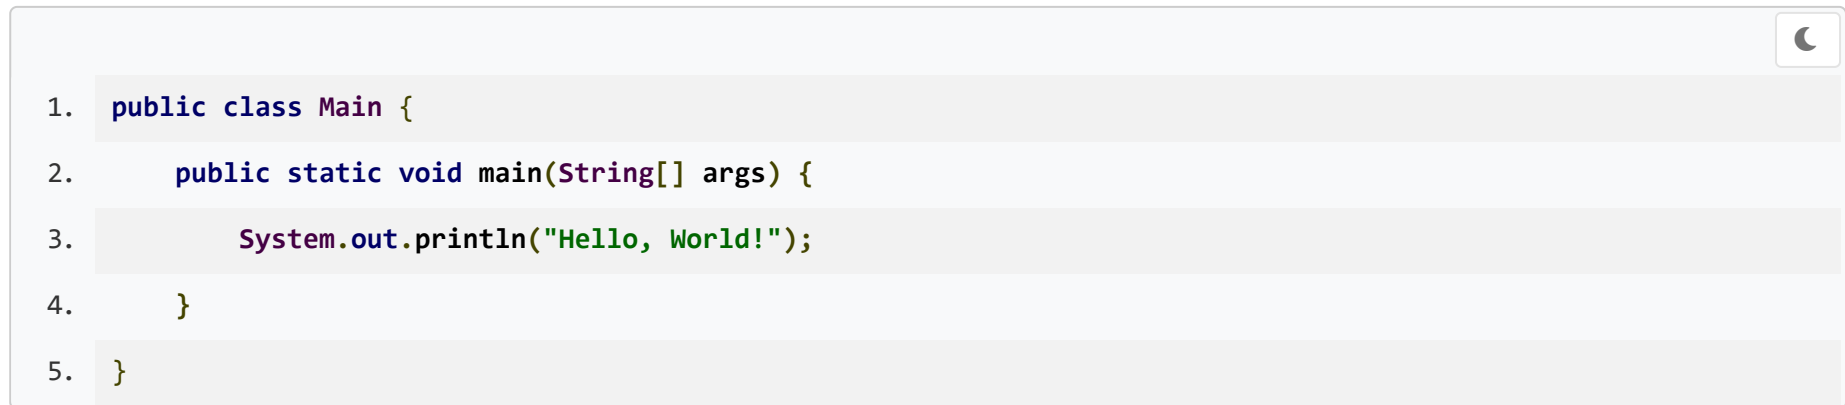 1. public class Main {
2.     public static void main(String[] args) {
3.         System.out.println("Hello, World!");
4.     }
5. }